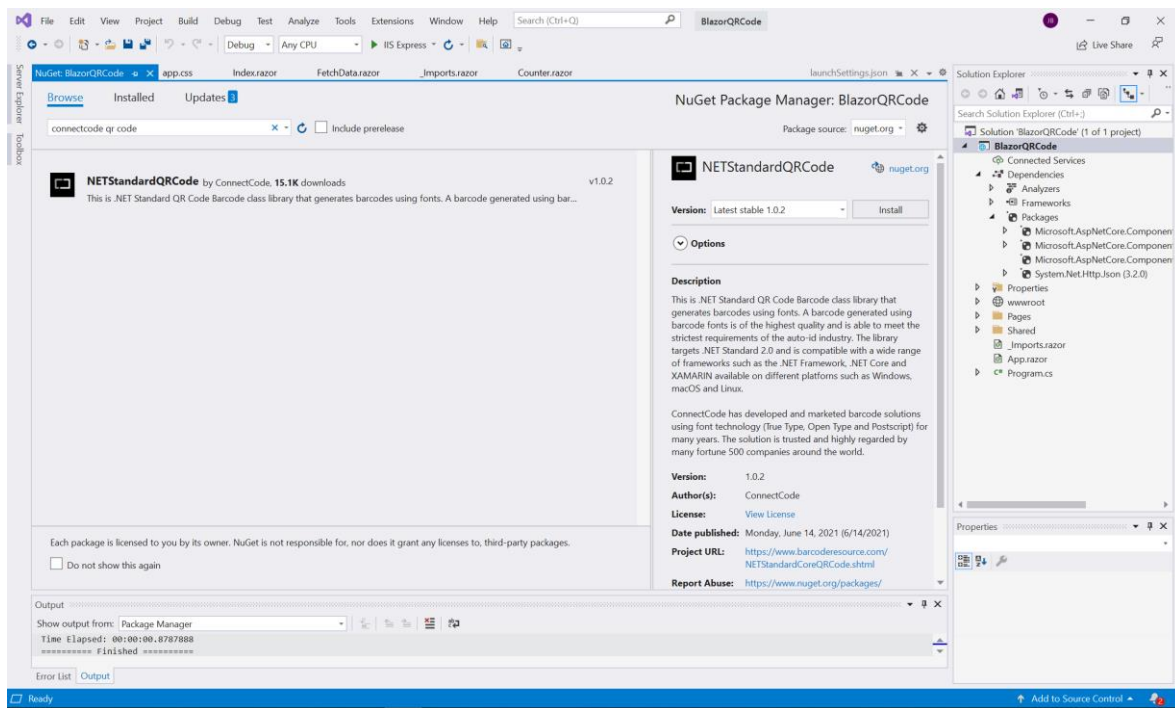 File Edit View Project Build Debug Test Analyze Tools Extensions Window Help Search (Ctrl+Q) BlazorQRCode
Debug Any CPU IIS Express Live Share
Server Explorer
Toolbox
NuGet: BlazorQRCode app.css Index.razor FetchData.razor _Imports.razor Counter.razor launchSettings.json
Browse Installed Updates 3
NuGet Package Manager: BlazorQRCode
connectcode qr code Include prerelease
Package source: nuget.org
NETStandardQRCode by ConnectCode, 15.1K downloads v1.0.2
This is .NET Standard QR Code Barcode class library that generates barcodes using fonts. A barcode generated using bar...
Each package is licensed to you by its owner. NuGet is not responsible for, nor does it grant any licenses to, third-party packages.
Do not show this again
NETStandardQRCode nuget.org
Version: Latest stable 1.0.2 Install
Options
Description
This is .NET Standard QR Code Barcode class library that
generates barcodes using fonts. A barcode generated using
barcode fonts is of the highest quality and is able to meet the
strictest requirements of the auto-id industry. The library
targets .NET Standard 2.0 and is compatible with a wide range
of frameworks such as the .NET Framework, .NET Core and
XAMARIN available on different platforms such as Windows,
macOS and Linux.
ConnectCode has developed and marketed barcode solutions
using font technology (True Type, Open Type and Postscript) for
many years. The solution is trusted and highly regarded by
many fortune 500 companies around the world.
Version: 1.0.2
Author(s): ConnectCode
License: View License
Date published: Monday, June 14, 2021 (6/14/2021)
Project URL: https://www.barcoderesource.com/
NETStandardCoreQRCode.shtml
Report Abuse: https://www.nuget.org/packages/
Output
Show output from: Package Manager
Time Elapsed: 00:00:00.8787888
========== Finished ==========
Error List Output
Solution Explorer
Search Solution Explorer (Ctrl+;)
Solution 'BlazorQRCode' (1 of 1 project)
BlazorQRCode
Connected Services
Dependencies
Analyzers
Frameworks
Packages
Microsoft.AspNetCore.Componen
Microsoft.AspNetCore.Componen
Microsoft.AspNetCore.Componen
System.Net.Http.Json (3.2.0)
Properties
wwwroot
Pages
Shared
_Imports.razor
App.razor
C# Program.cs
Properties
Ready Add to Source Control 2